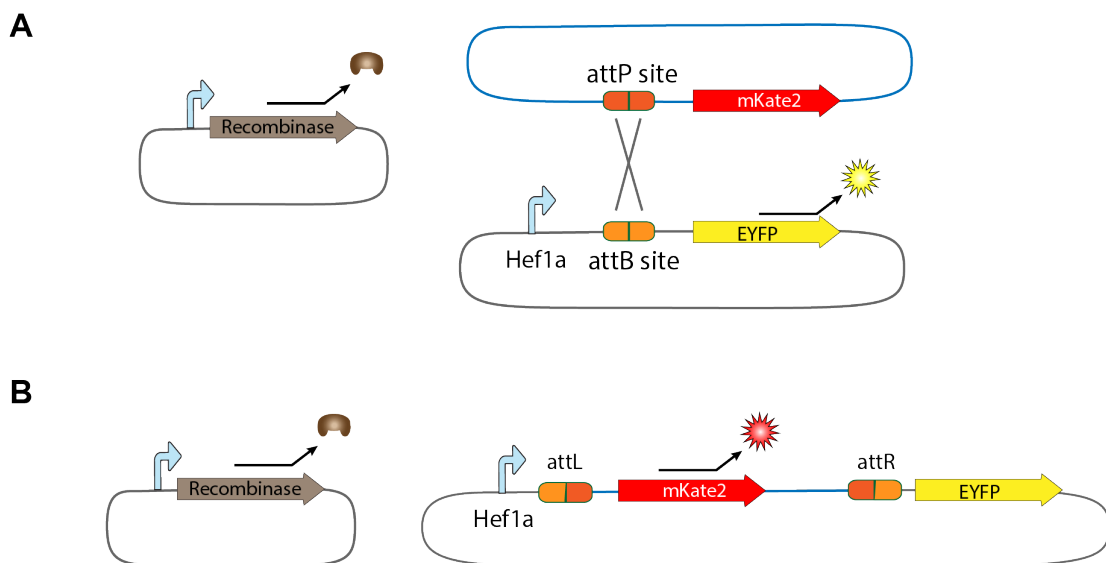 A
attP site
mKate2
Recombinase
EYFP
Hef1a
attB site
B
attL
attR
Recombinase
mKate2
EYFP
Hef1a